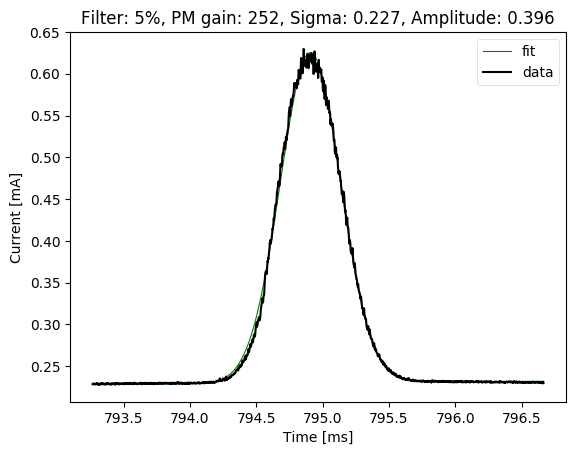 Filter: 5%, PM gain: 252, Sigma: 0.227, Amplitude: 0.396
fit
data
Current [mA]
0.65
0.60
0.55
0.50
0.45
0.40
0.35
0.30
0.25
793.5 794.0 794.5 795.0 795.5 796.0 796.5
Time [ms]